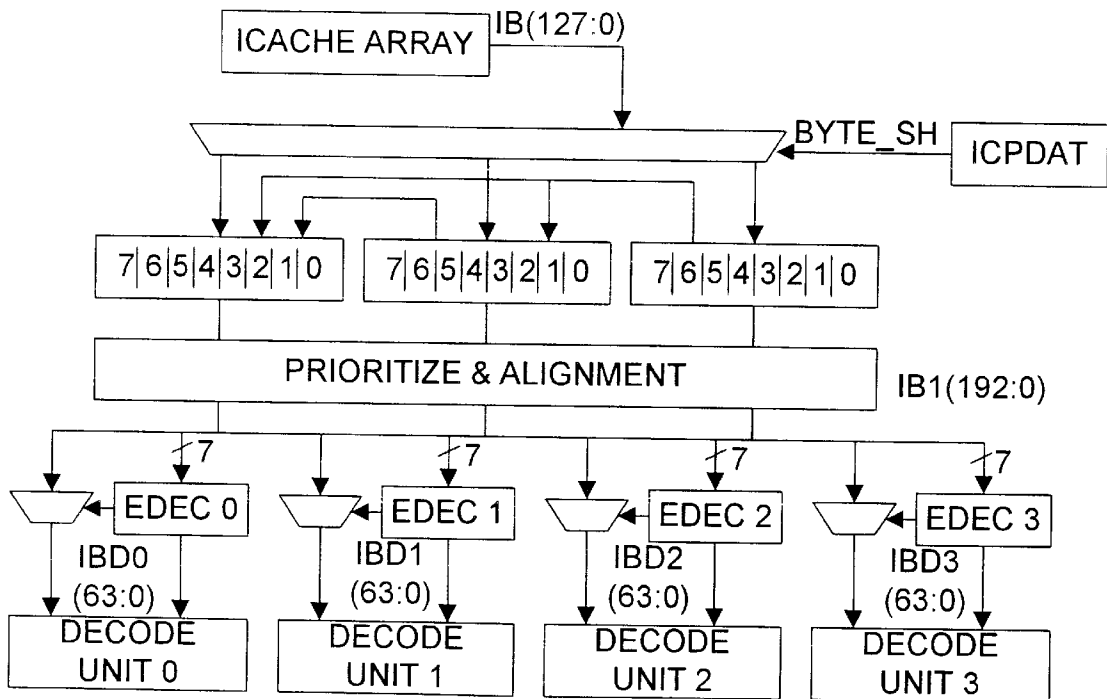 IB(127:0)
ICACHE ARRAY
BYTE_SH
ICPDAT
7|6|5|4|3|2|1|0
7|6|5|4|3|2|1|0
7|6|5|4|3|2|1|0
PRIORITIZE & ALIGNMENT
IB1(192:0)
7
7
7
7
EDEC 0
EDEC 1
EDEC 2
EDEC 3
IBD0
(63:0)
IBD1
(63:0)
IBD2
(63:0)
IBD3
(63:0)
DECODE
UNIT 0
DECODE
UNIT 1
DECODE
UNIT 2
DECODE
UNIT 3